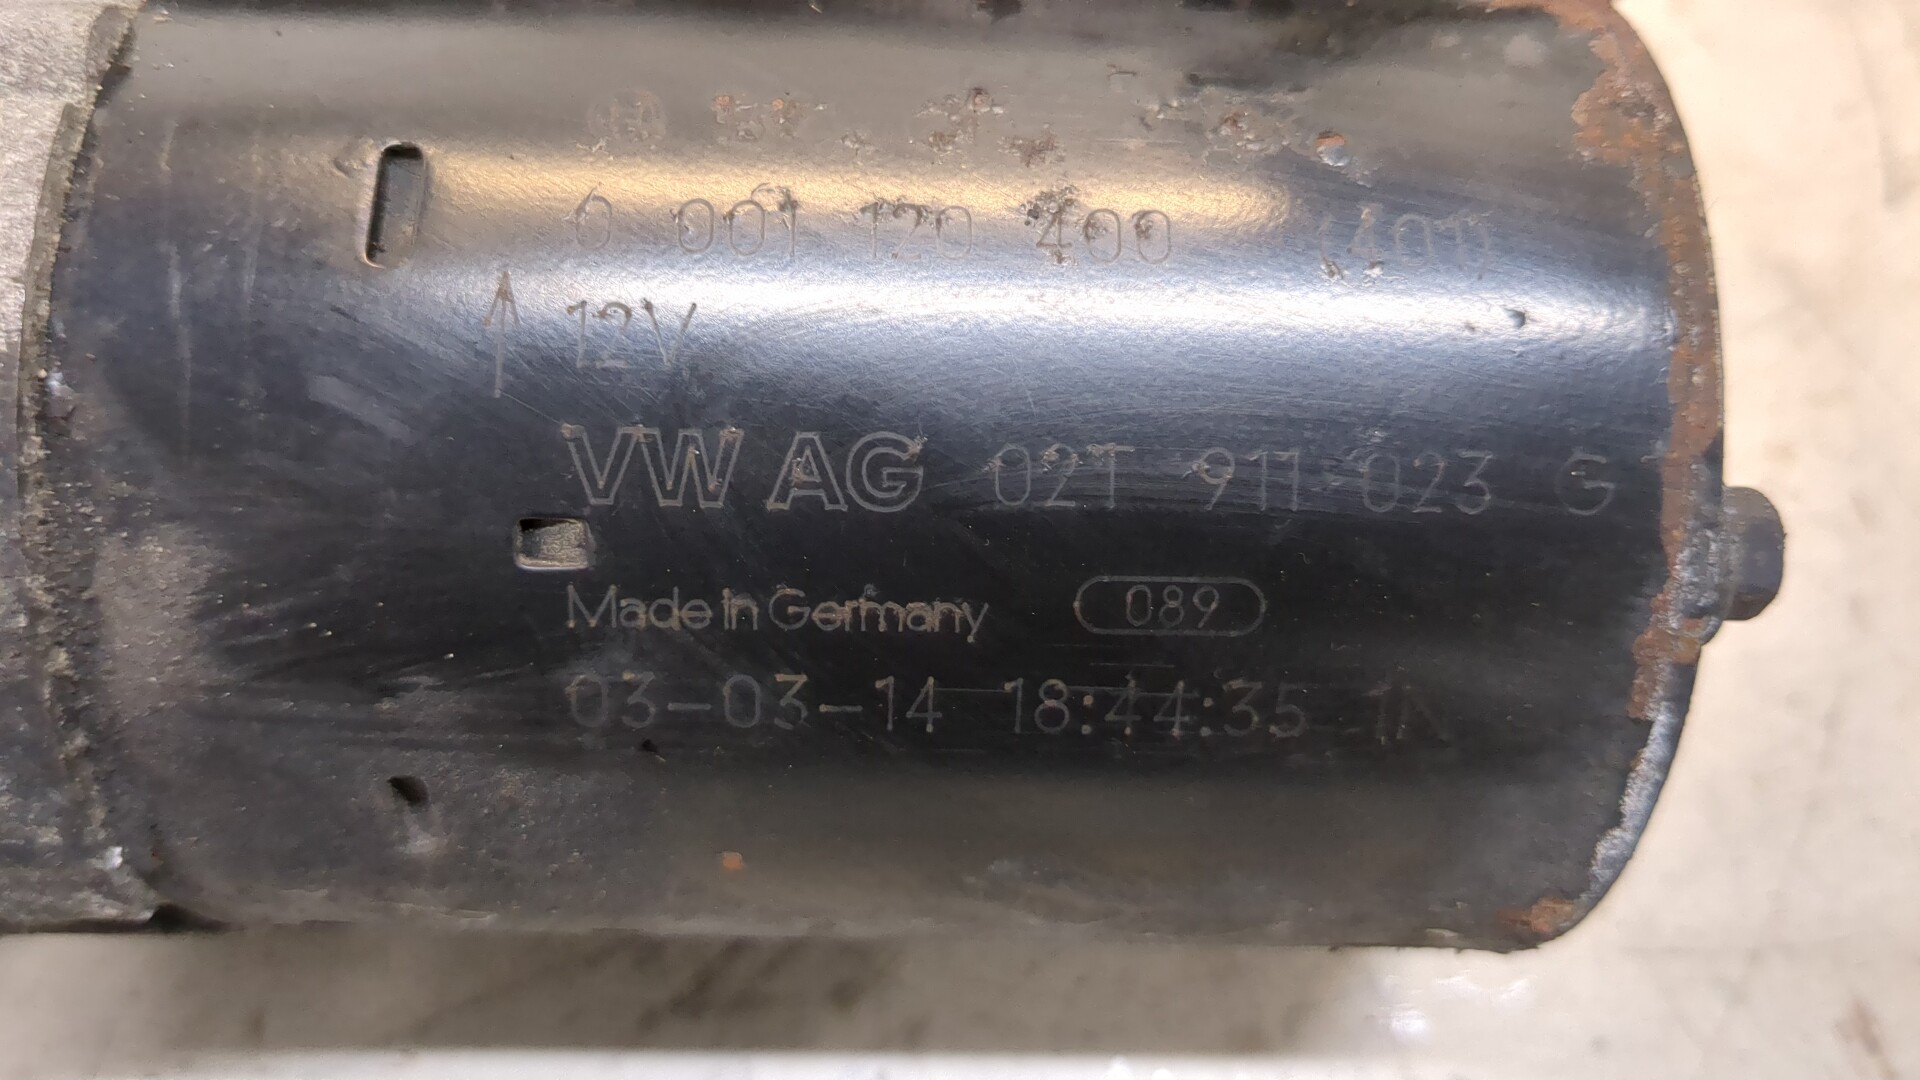 0 001 120 400 (401)
↑ 12V
VW AG 02T 911 023 G
Made in Germany 089
03-03-14 18:44:35